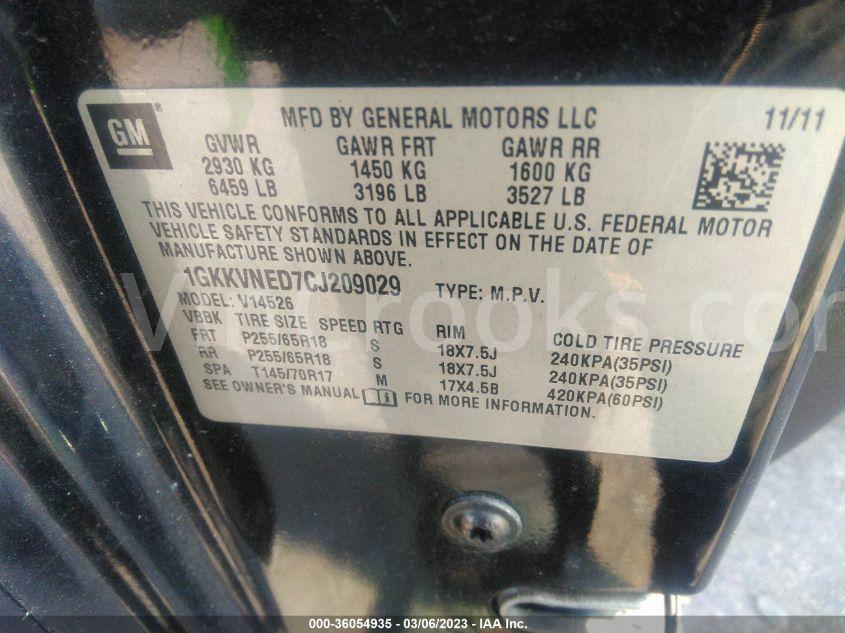 GM
MFD BY GENERAL MOTORS LLC 11/11
GVWR GAWR FRT GAWR RR
2930 KG 1450 KG 1600 KG
6459 LB 3196 LB 3527 LB
THIS VEHICLE CONFORMS TO ALL APPLICABLE U.S. FEDERAL MOTOR
VEHICLE SAFETY STANDARDS IN EFFECT ON THE DATE OF
MANUFACTURE SHOWN ABOVE.
1GKKVNED7CJ209029 TYPE: M.P.V.
MODEL: V14526
VBBK TIRE SIZE SPEED RTG RIM COLD TIRE PRESSURE
FRT P255/65R18 S 18X7.5J 240KPA(35PSI)
RR P255/65R18 S 18X7.5J 240KPA(35PSI)
SPA T145/70R17 M 17X4.5B 420KPA(60PSI)
SEE OWNER'S MANUAL FOR MORE INFORMATION.
000-36054935 - 03/06/2023 - IAA Inc.